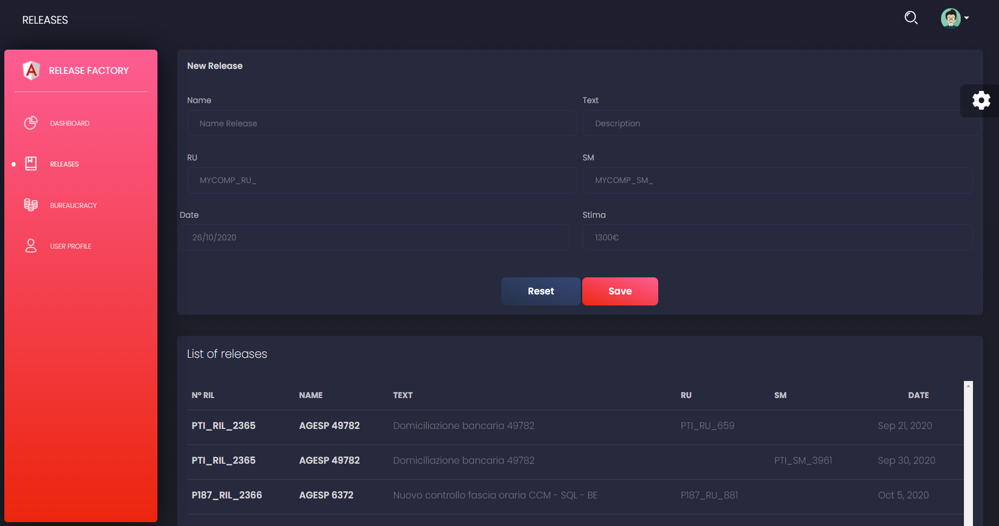 RELEASES
RELEASE FACTORY
DASHBOARD
RELEASES
BUREAUCRACY
USER PROFILE
New Release
Name Text
Name Release Description
RU SM
MYCOMP_RU_ MYCOMP_SM_
Date Stima
26/10/2020 1300€
Reset Save
List of releases
Nº RIL NAME TEXT RU SM DATE
PTI_RIL_2365 AGESP 49782 Domiciliazione bancaria 49782 PTI_RU_659 Sep 21, 2020
PTI_RIL_2365 AGESP 49782 Domiciliazione bancaria 49782 PTI_SM_3961 Sep 30, 2020
P187_RIL_2366 AGESP 6372 Nuovo controllo fascia oraria CCM - SQL - BE P187_RU_881 Oct 5, 2020